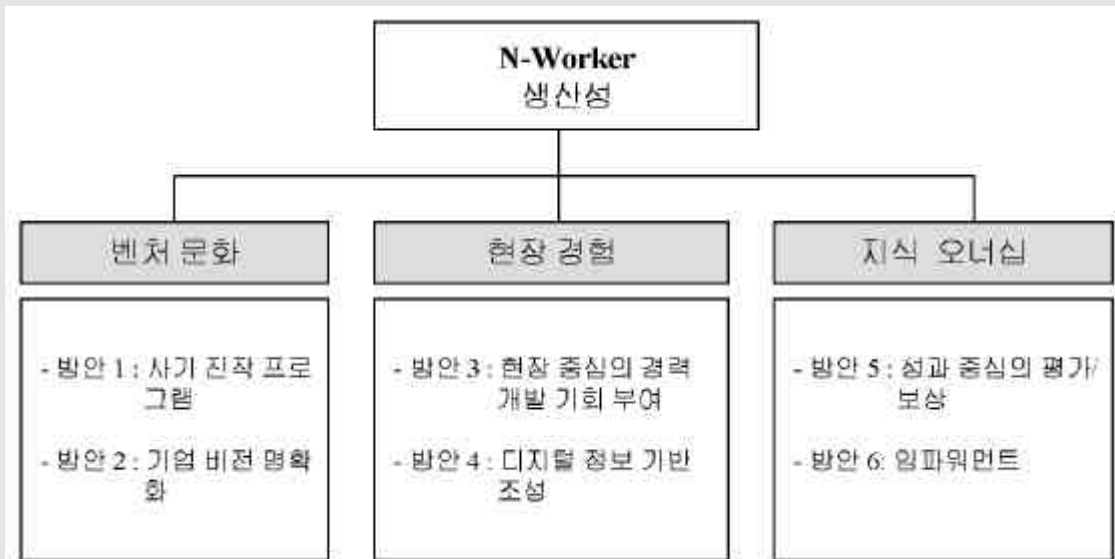 N-Worker
생산성
벤처 문화
현장 경험
지식 오너십
- 방안 1 : 사기 진작 프로
그램
- 방안 2 : 기업 비전 명확
화
- 방안 3 : 현장 중심의 경력
개발 기회 부여
- 방안 4 : 디지털 정보 기반
조성
- 방안 5 : 성과 중심의 평가/
보상
- 방안 6: 임파워먼트